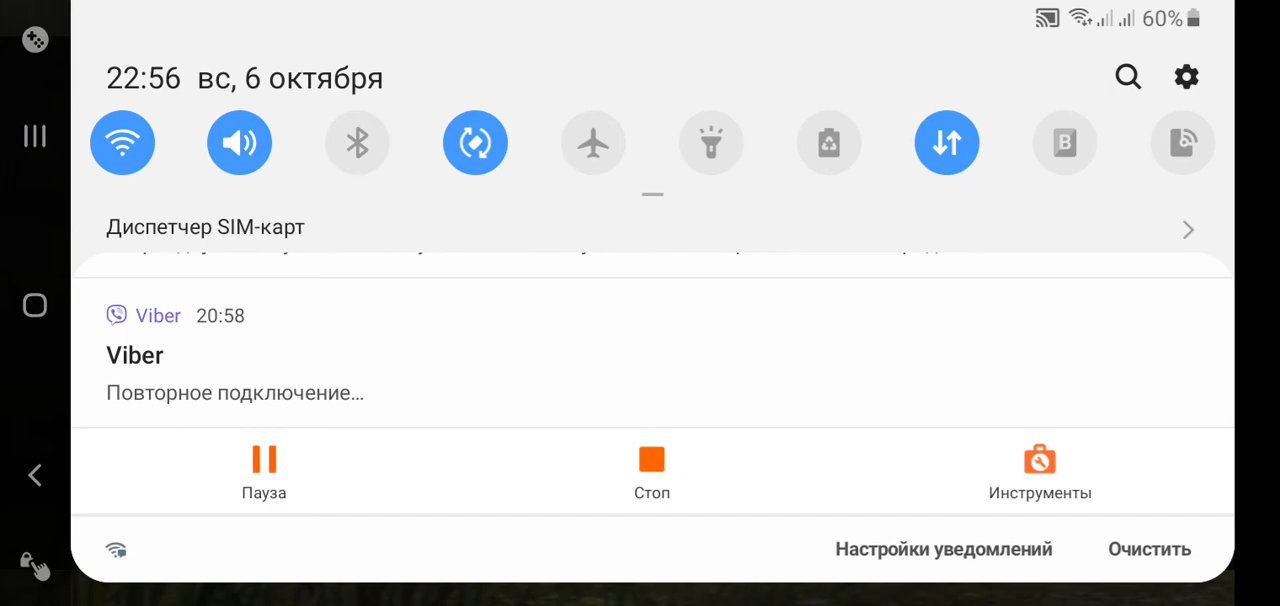 60%
22:56 вс, 6 октября
B
Диспетчер SIM-карт
Viber 20:58
Viber
Повторное подключение…
Пауза Стоп Инструменты
Настройки уведомлений Очистить